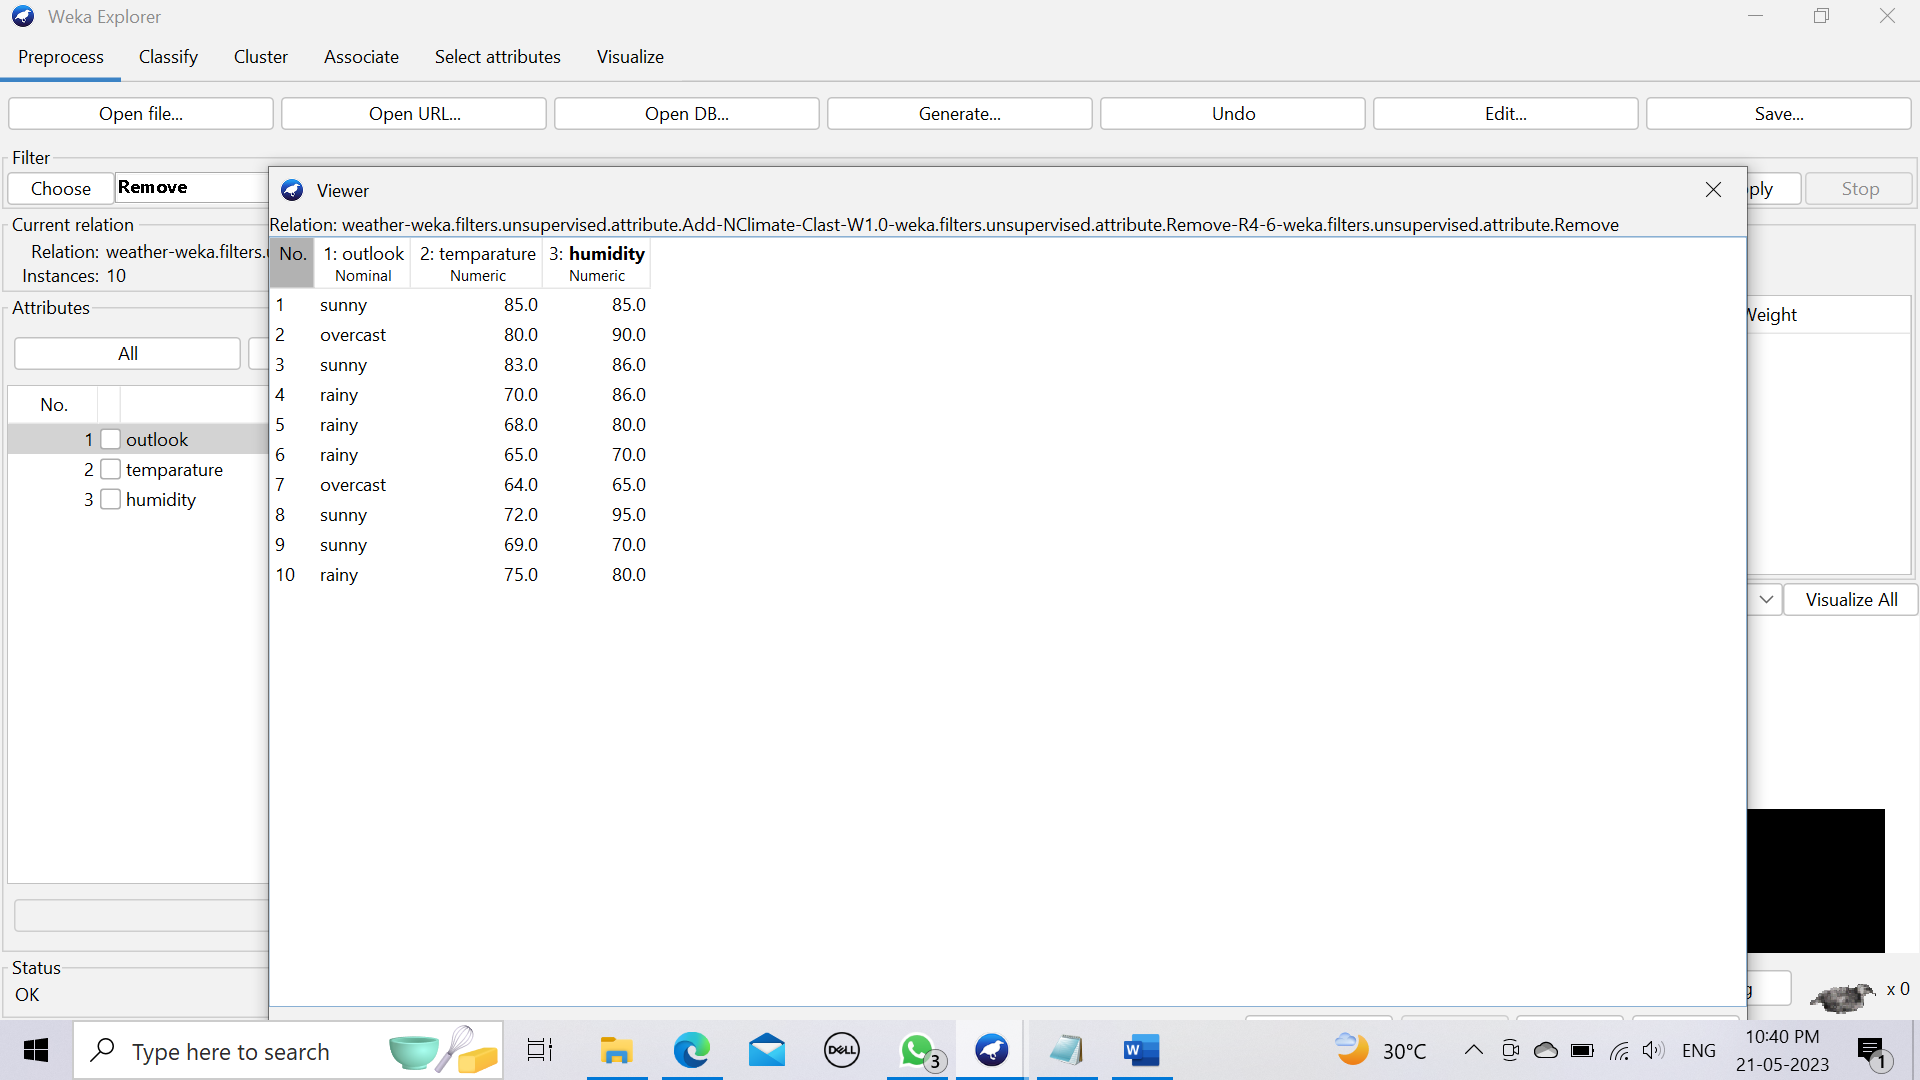 Weka Explorer
Preprocess Classify Cluster Associate Select attributes Visualize
Open file... Open URL... Open DB... Generate... Undo Edit... Save...
Filter
Choose Remove ply Stop
Current relation
Relation: weather-weka.filters.
Instances: 10
Attributes
All
No.
1 outlook
2 temparature
3 humidity
Status
OK
Viewer
Relation: weather-weka.filters.unsupervised.attribute.Add-NClimate-Clast-W1.0-weka.filters.unsupervised.attribute.Remove-R4-6-weka.filters.unsupervised.attribute.Remove
No. 1: outlook 2: temparature 3: humidity
Nominal Numeric Numeric
1 sunny 85.0 85.0
2 overcast 80.0 90.0
3 sunny 83.0 86.0
4 rainy 70.0 86.0
5 rainy 68.0 80.0
6 rainy 65.0 70.0
7 overcast 64.0 65.0
8 sunny 72.0 95.0
9 sunny 69.0 70.0
10 rainy 75.0 80.0
Weight
Visualize All
g x 0
Type here to search
DELL
3
W
30°C
ENG
10:40 PM
21-05-2023
1